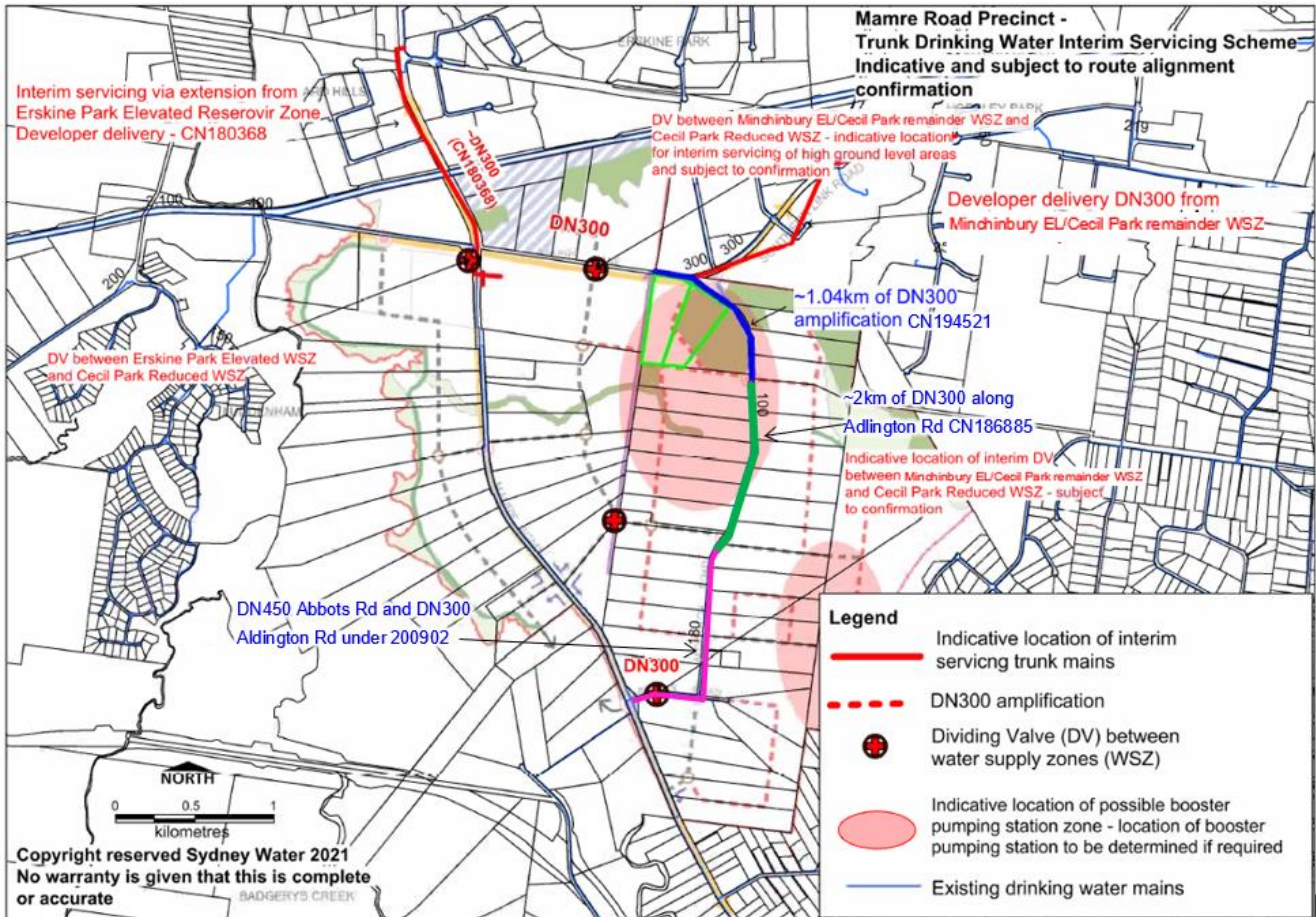 Mamre Road Precinct -
Trunk Drinking Water Interim Servicing Scheme
Indicative and subject to route alignment
confirmation
ERSKINE PARK
Interim servicing via extension from
Erskine Park Elevated Reserovir Zone
Developer delivery - CN180368
ARD HILLS
HORSLEY PARK
219
DV between Minchinbury EL/Cecil Park remainder WSZ and
Cecil Park Reduced WSZ - indicative location
for interim servicing of high ground level areas
and subject to confirmation
LINK ROAD
~DN300
(CN180368)
DN300
Developer delivery DN300 from
Minchinbury EL/Cecil Park remainder WSZ
2100
400
200
300
300
~1.04km of DN300
amplification CN194521
DV between Erskine Park Elevated WSZ
and Cecil Park Reduced WSZ
100
~2km of DN300 along
Adlington Rd CN186885
Indicative location of interim DV
between Minchinbury EL/Cecil Park remainder WSZ
and Cecil Park Reduced WSZ - subject
to confirmation
DN450 Abbots Rd and DN300
Aldington Rd under 200902
180
DN300
Legend
Indicative location of interim
servicng trunk mains
DN300 amplification
Dividing Valve (DV) between
water supply zones (WSZ)
Indicative location of possible booster
pumping station zone - location of booster
pumping station to be determined if required
Existing drinking water mains
NORTH
0 0.5 1
kilometres
Copyright reserved Sydney Water 2021
No warranty is given that this is complete
or accurate
BADGERYS CREEK